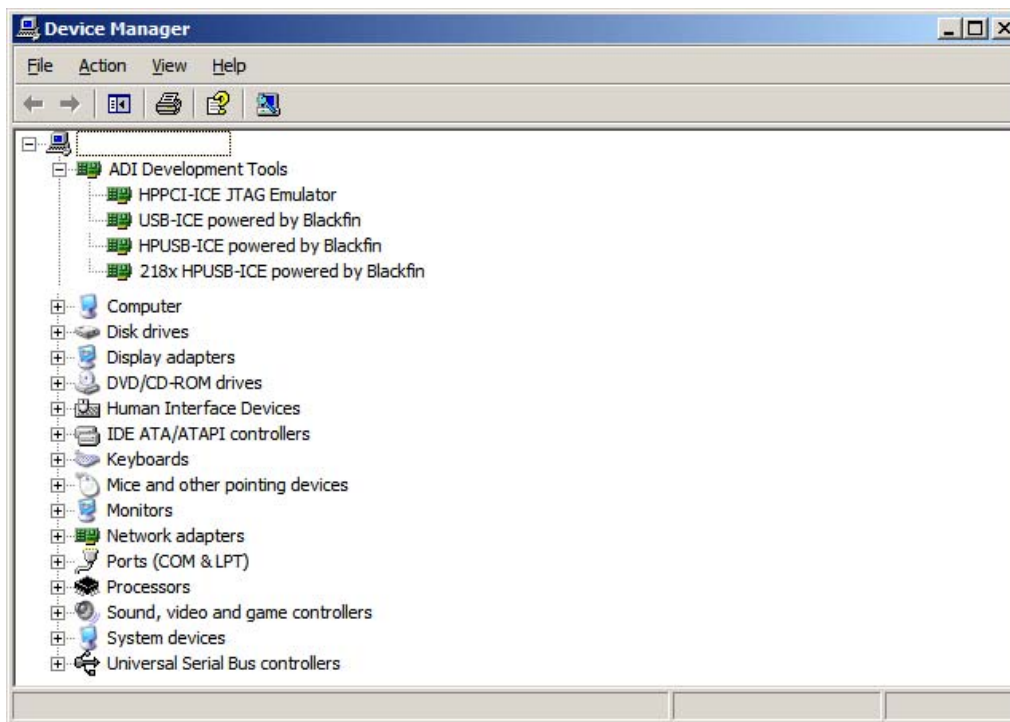 Device Manager
File Action View Help
ADI Development Tools
HPPCI-ICE JTAG Emulator
USB-ICE powered by Blackfin
HPUSB-ICE powered by Blackfin
218x HPUSB-ICE powered by Blackfin
Computer
Disk drives
Display adapters
DVD/CD-ROM drives
Human Interface Devices
IDE ATA/ATAPI controllers
Keyboards
Mice and other pointing devices
Monitors
Network adapters
Ports (COM & LPT)
Processors
Sound, video and game controllers
System devices
Universal Serial Bus controllers